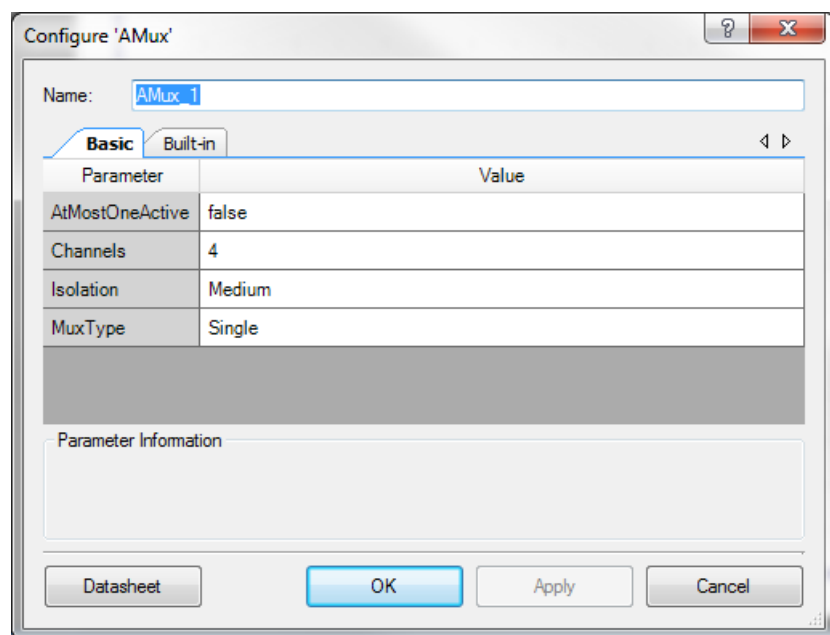 Configure 'AMux'
Name: AMux_1
Basic Built-in
Parameter Value
AtMostOneActive false
Channels 4
Isolation Medium
MuxType Single
Parameter Information
Datasheet OK Apply Cancel